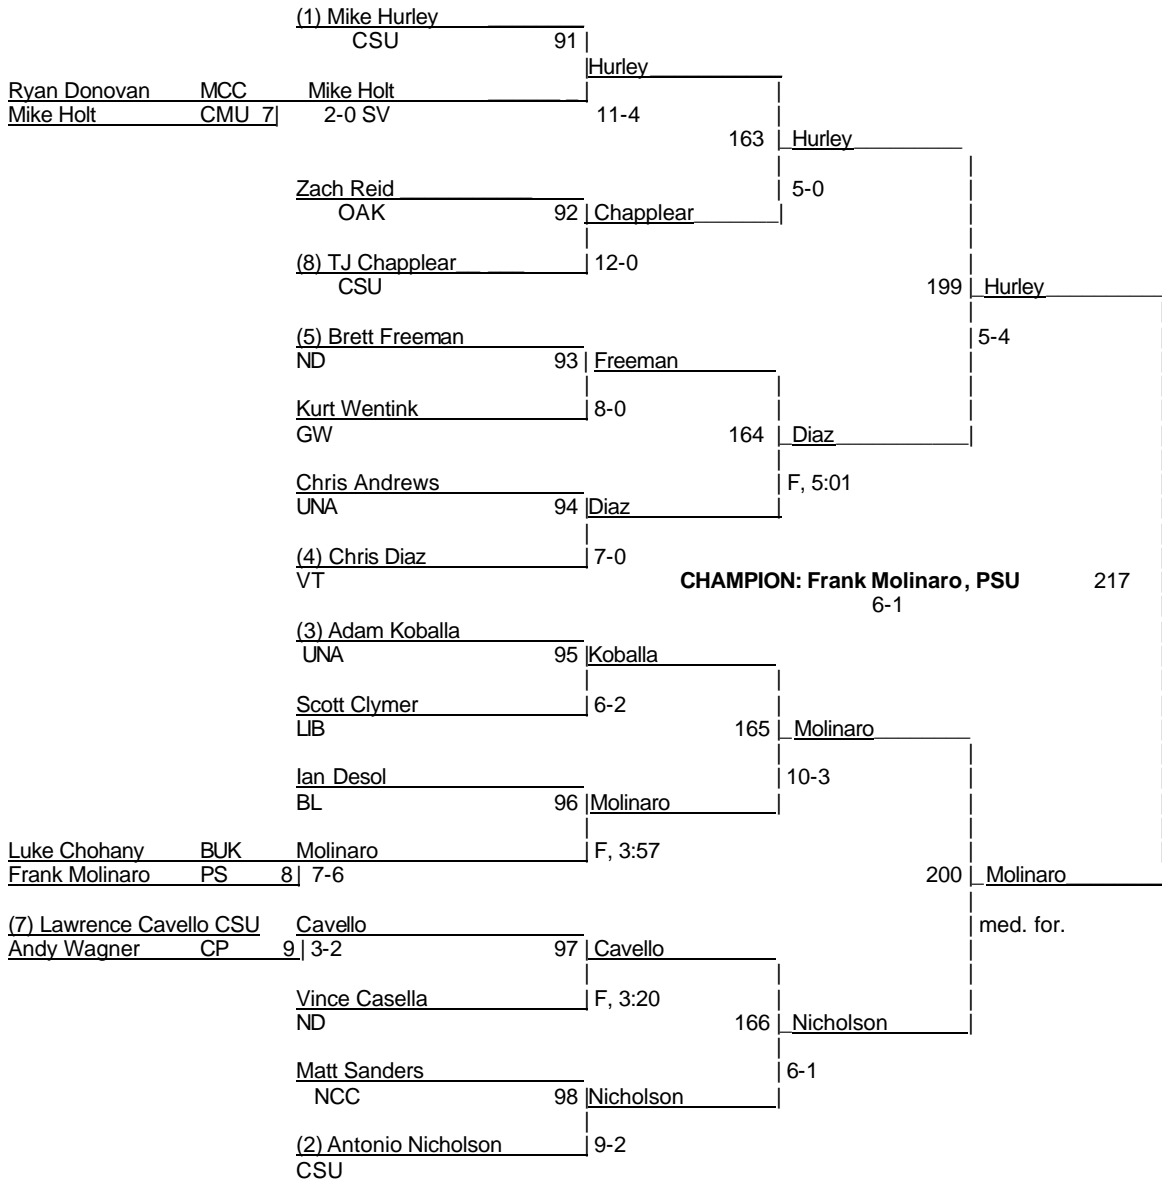 (1) Mike Hurley
CSU 91
Hurley
Ryan Donovan MCC Mike Holt
Mike Holt CMU 7 2-0 SV 11-4
163 Hurley
Zach Reid 5-0
OAK 92 Chapplear
(8) TJ Chapplear 12-0
CSU 199 Hurley
(5) Brett Freeman 5-4
ND 93 Freeman
Kurt Wentink 8-0
GW 164 Diaz
Chris Andrews F, 5:01
UNA 94 Diaz
(4) Chris Diaz 7-0
VT CHAMPION: Frank Molinaro, PSU 217
6-1
(3) Adam Koballa
UNA 95 Koballa
Scott Clymer 6-2
LIB 165 Molinaro
Ian Desol 10-3
BL 96 Molinaro
Luke Chohany BUK Molinaro F, 3:57
Frank Molinaro PS 8 7-6 200 Molinaro
(7) Lawrence Cavello CSU Cavello med. for.
Andy Wagner CP 9 3-2 97 Cavello
Vince Casella F, 3:20
ND 166 Nicholson
Matt Sanders 6-1
NCC 98 Nicholson
(2) Antonio Nicholson 9-2
CSU